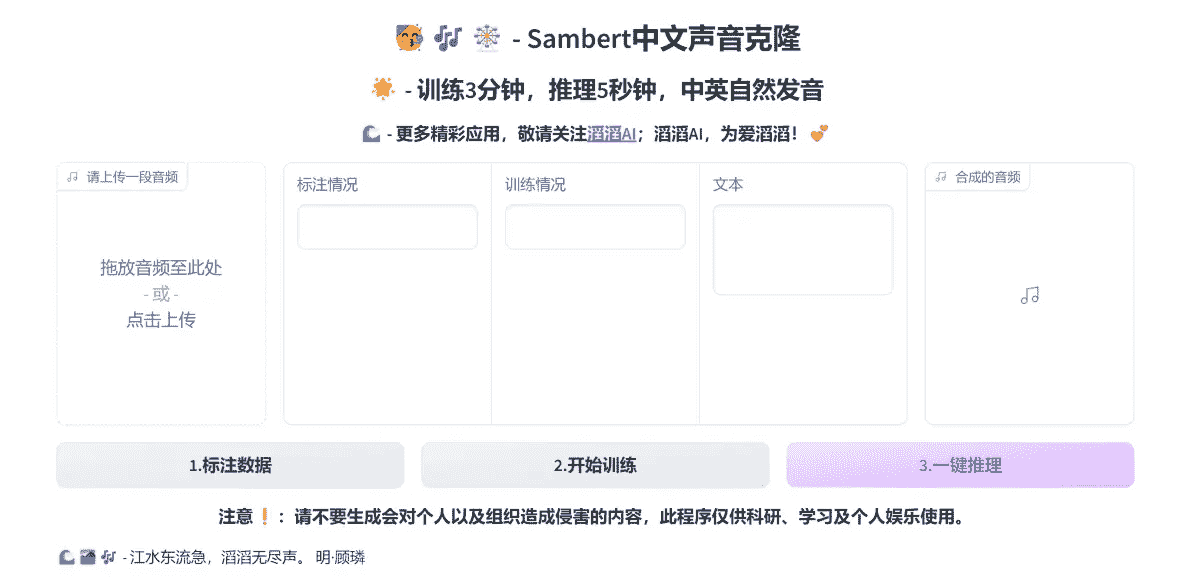 - Sambert中文声音克隆
- 训练3分钟，推理5秒钟，中英自然发音
- 更多精彩应用，敬请关注滔滔AI；滔滔AI，为爱滔滔！
请上传一段音频
标注情况
训练情况
文本
合成的音频
拖放音频至此处
- 或 -
点击上传
1.标注数据
2.开始训练
3.一键推理
注意❗：请不要生成会对个人以及组织造成侵害的内容，此程序仅供科研、学习及个人娱乐使用。
- 江水东流急，滔滔无尽声。 明·顾璘